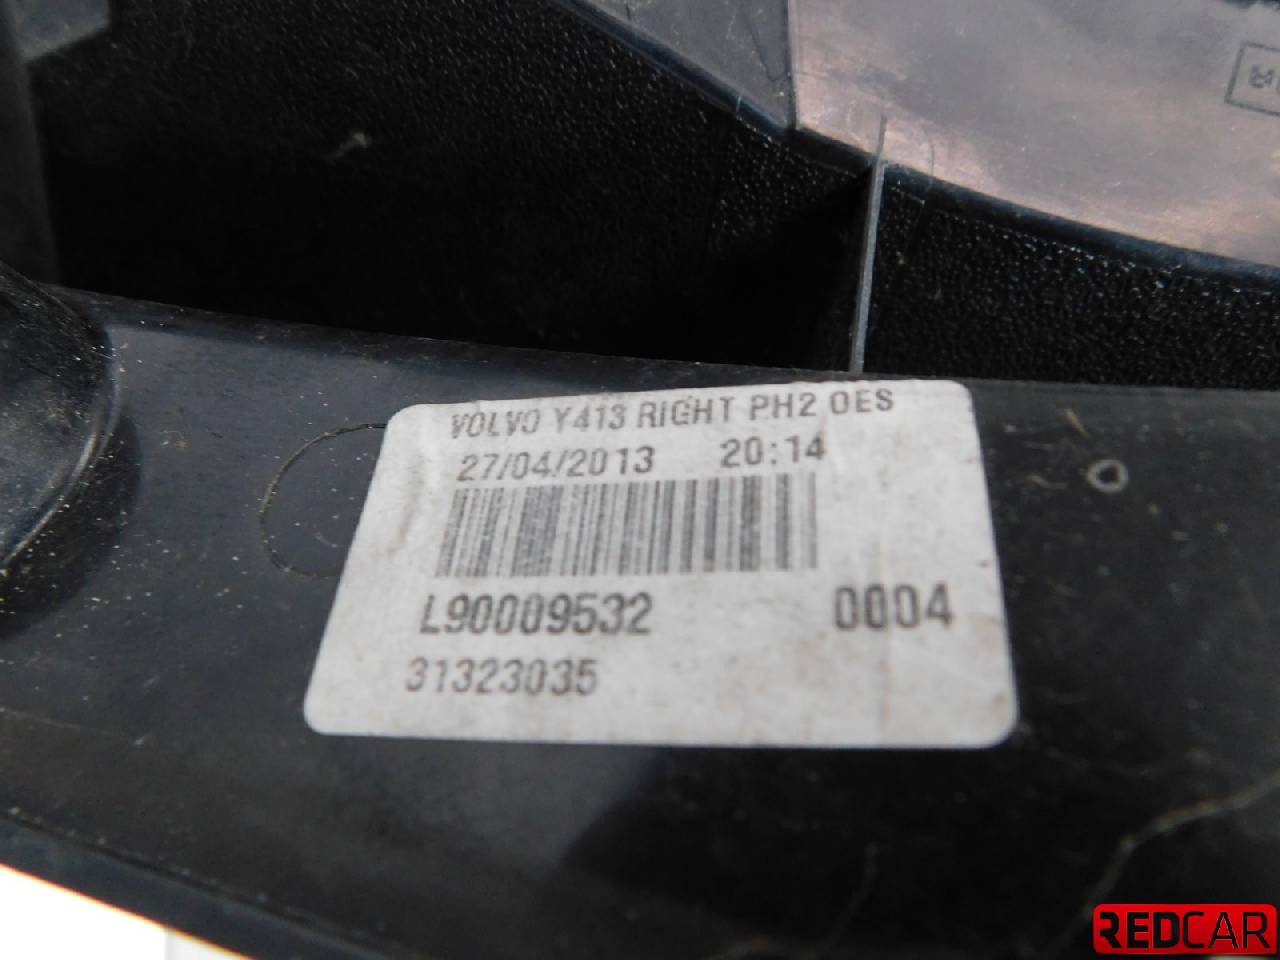 VOLVO Y413 RIGHT PH2 OES
27/04/2013 20:14
L90009532 0004
31323035
REDCAR